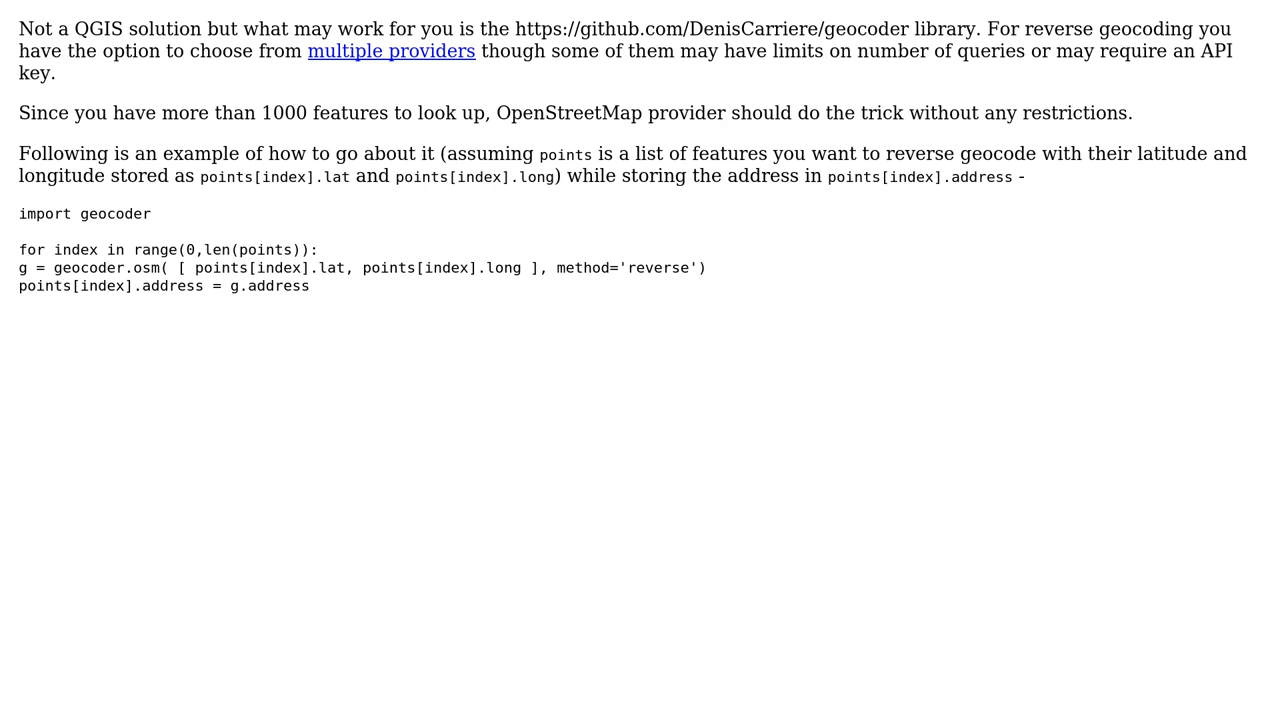 Not a QGIS solution but what may work for you is the https://github.com/DenisCarriere/geocoder library. For reverse geocoding you
have the option to choose from multiple providers though some of them may have limits on number of queries or may require an API
key.
Since you have more than 1000 features to look up, OpenStreetMap provider should do the trick without any restrictions.
Following is an example of how to go about it (assuming points is a list of features you want to reverse geocode with their latitude and
longitude stored as points[index].lat and points[index].long) while storing the address in points[index].address -
import geocoder
for index in range(0,len(points)):
g = geocoder.osm( [ points[index].lat, points[index].long ], method='reverse')
points[index].address = g.address